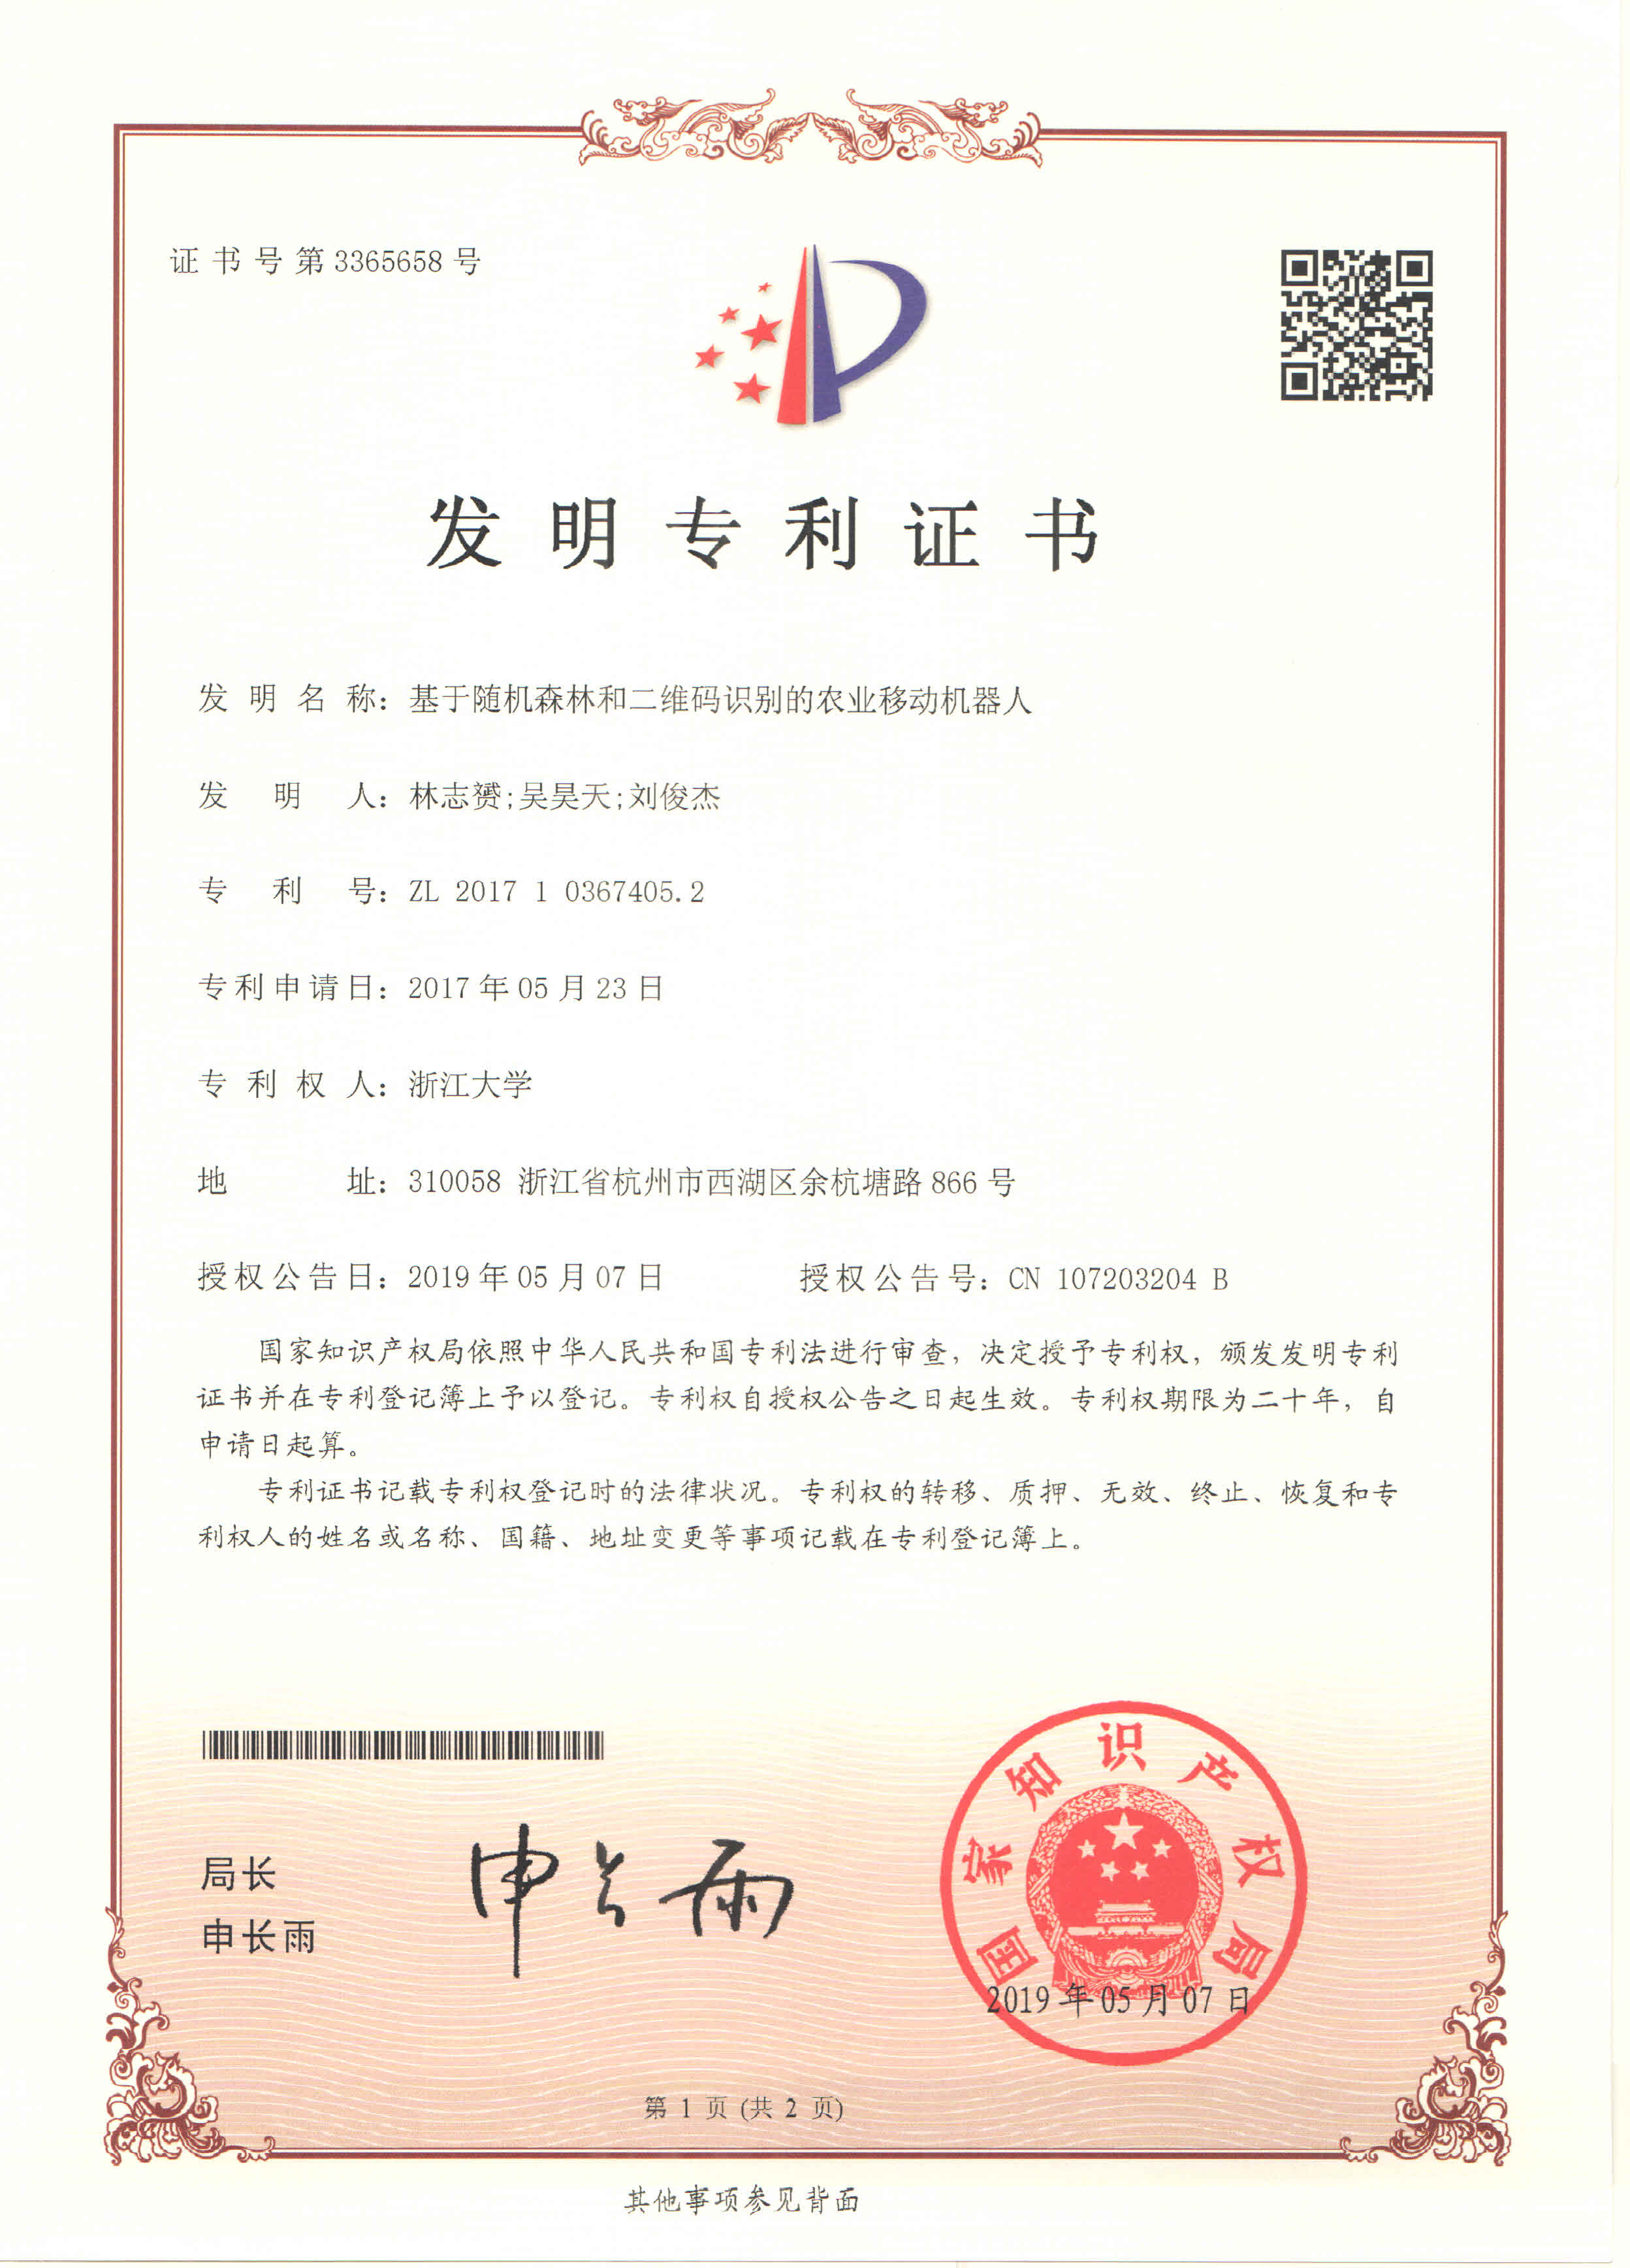 证书号第3365658号
发明专利证书
发明名称：基于随机森林和二维码识别的农业移动机器人
发明人：林志赟;吴昊天;刘俊杰
专利号：ZL 2017 1 0367405.2
专利申请日：2017年05月23日
专利权人：浙江大学
地址：310058 浙江省杭州市西湖区余杭塘路866号
授权公告日：2019年05月07日 授权公告号：CN 107203204 B
国家知识产权局依照中华人民共和国专利法进行审查，决定授予专利权，颁发发明专利
证书并在专利登记簿上予以登记。专利权自授权公告之日起生效。专利权期限为二十年，自
申请日起算。
专利证书记载专利权登记时的法律状况。专利权的转移、质押、无效、终止、恢复和专
利权人的姓名或名称、国籍、地址变更等事项记载在专利登记簿上。
局长
申长雨
申长雨
国家知识产权局
2019年05月07日
第 1 页 (共 2 页)
其他事项参见背面